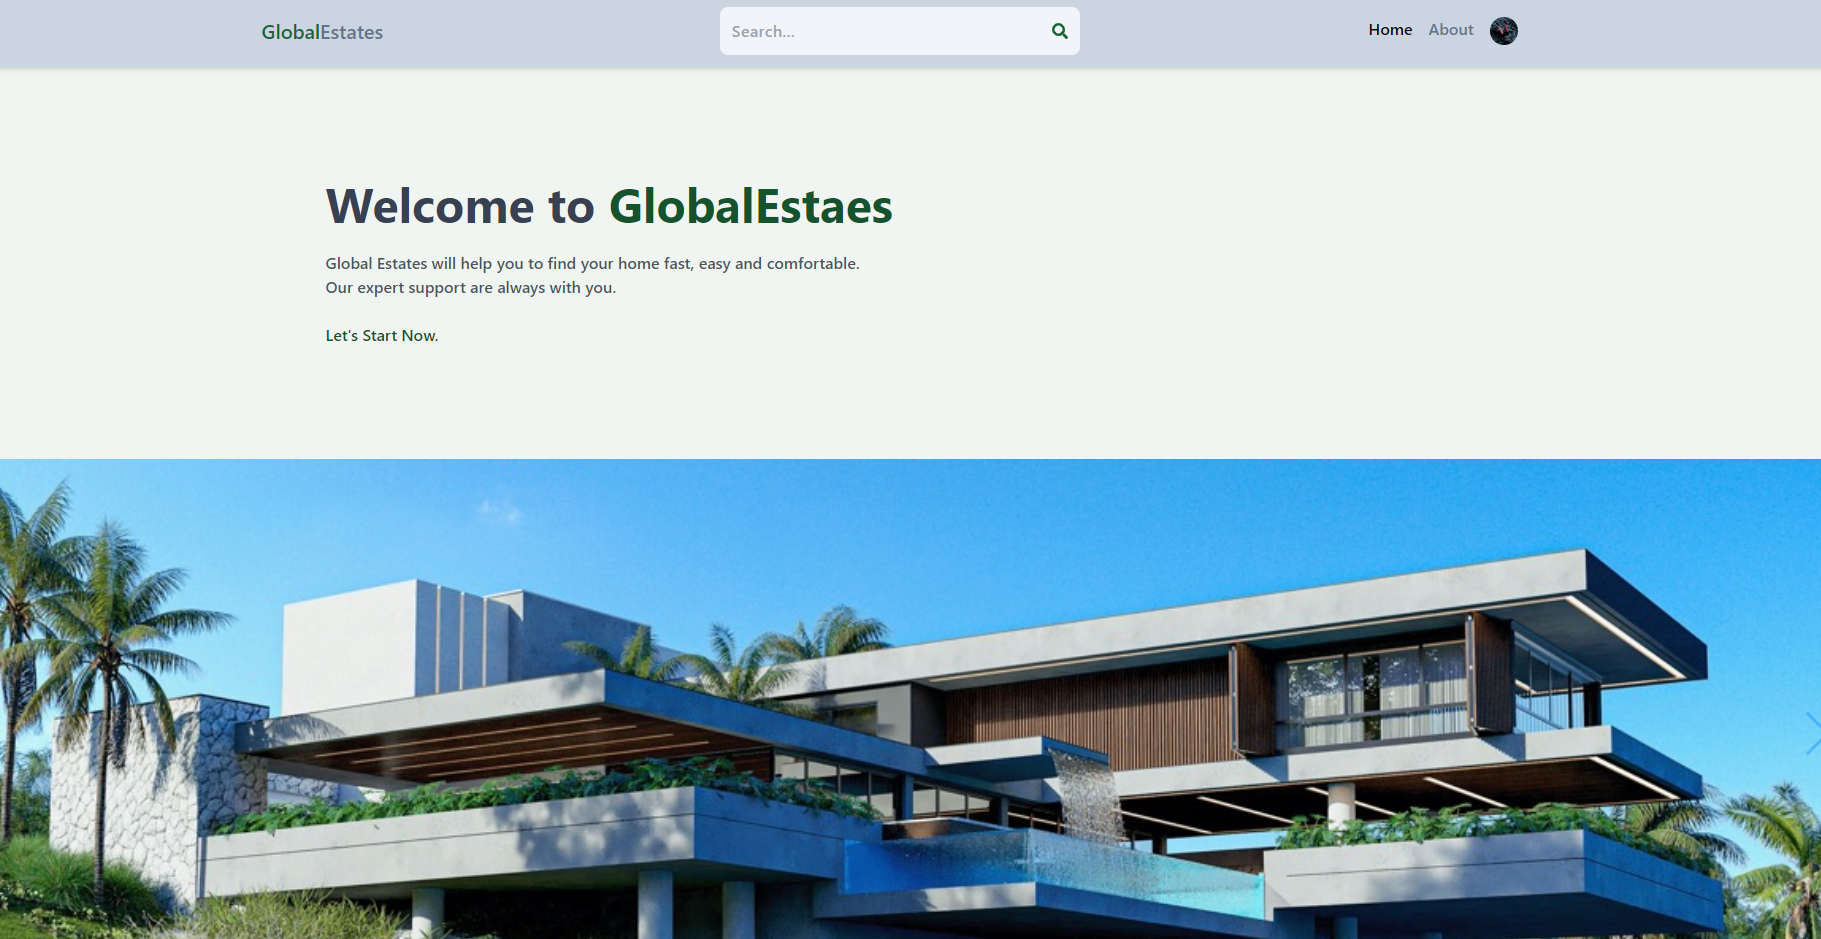 GlobalEstates
Search...
Home
About
Welcome to GlobalEstaes
Global Estates will help you to find your home fast, easy and comfortable.
Our expert support are always with you.
Let's Start Now.